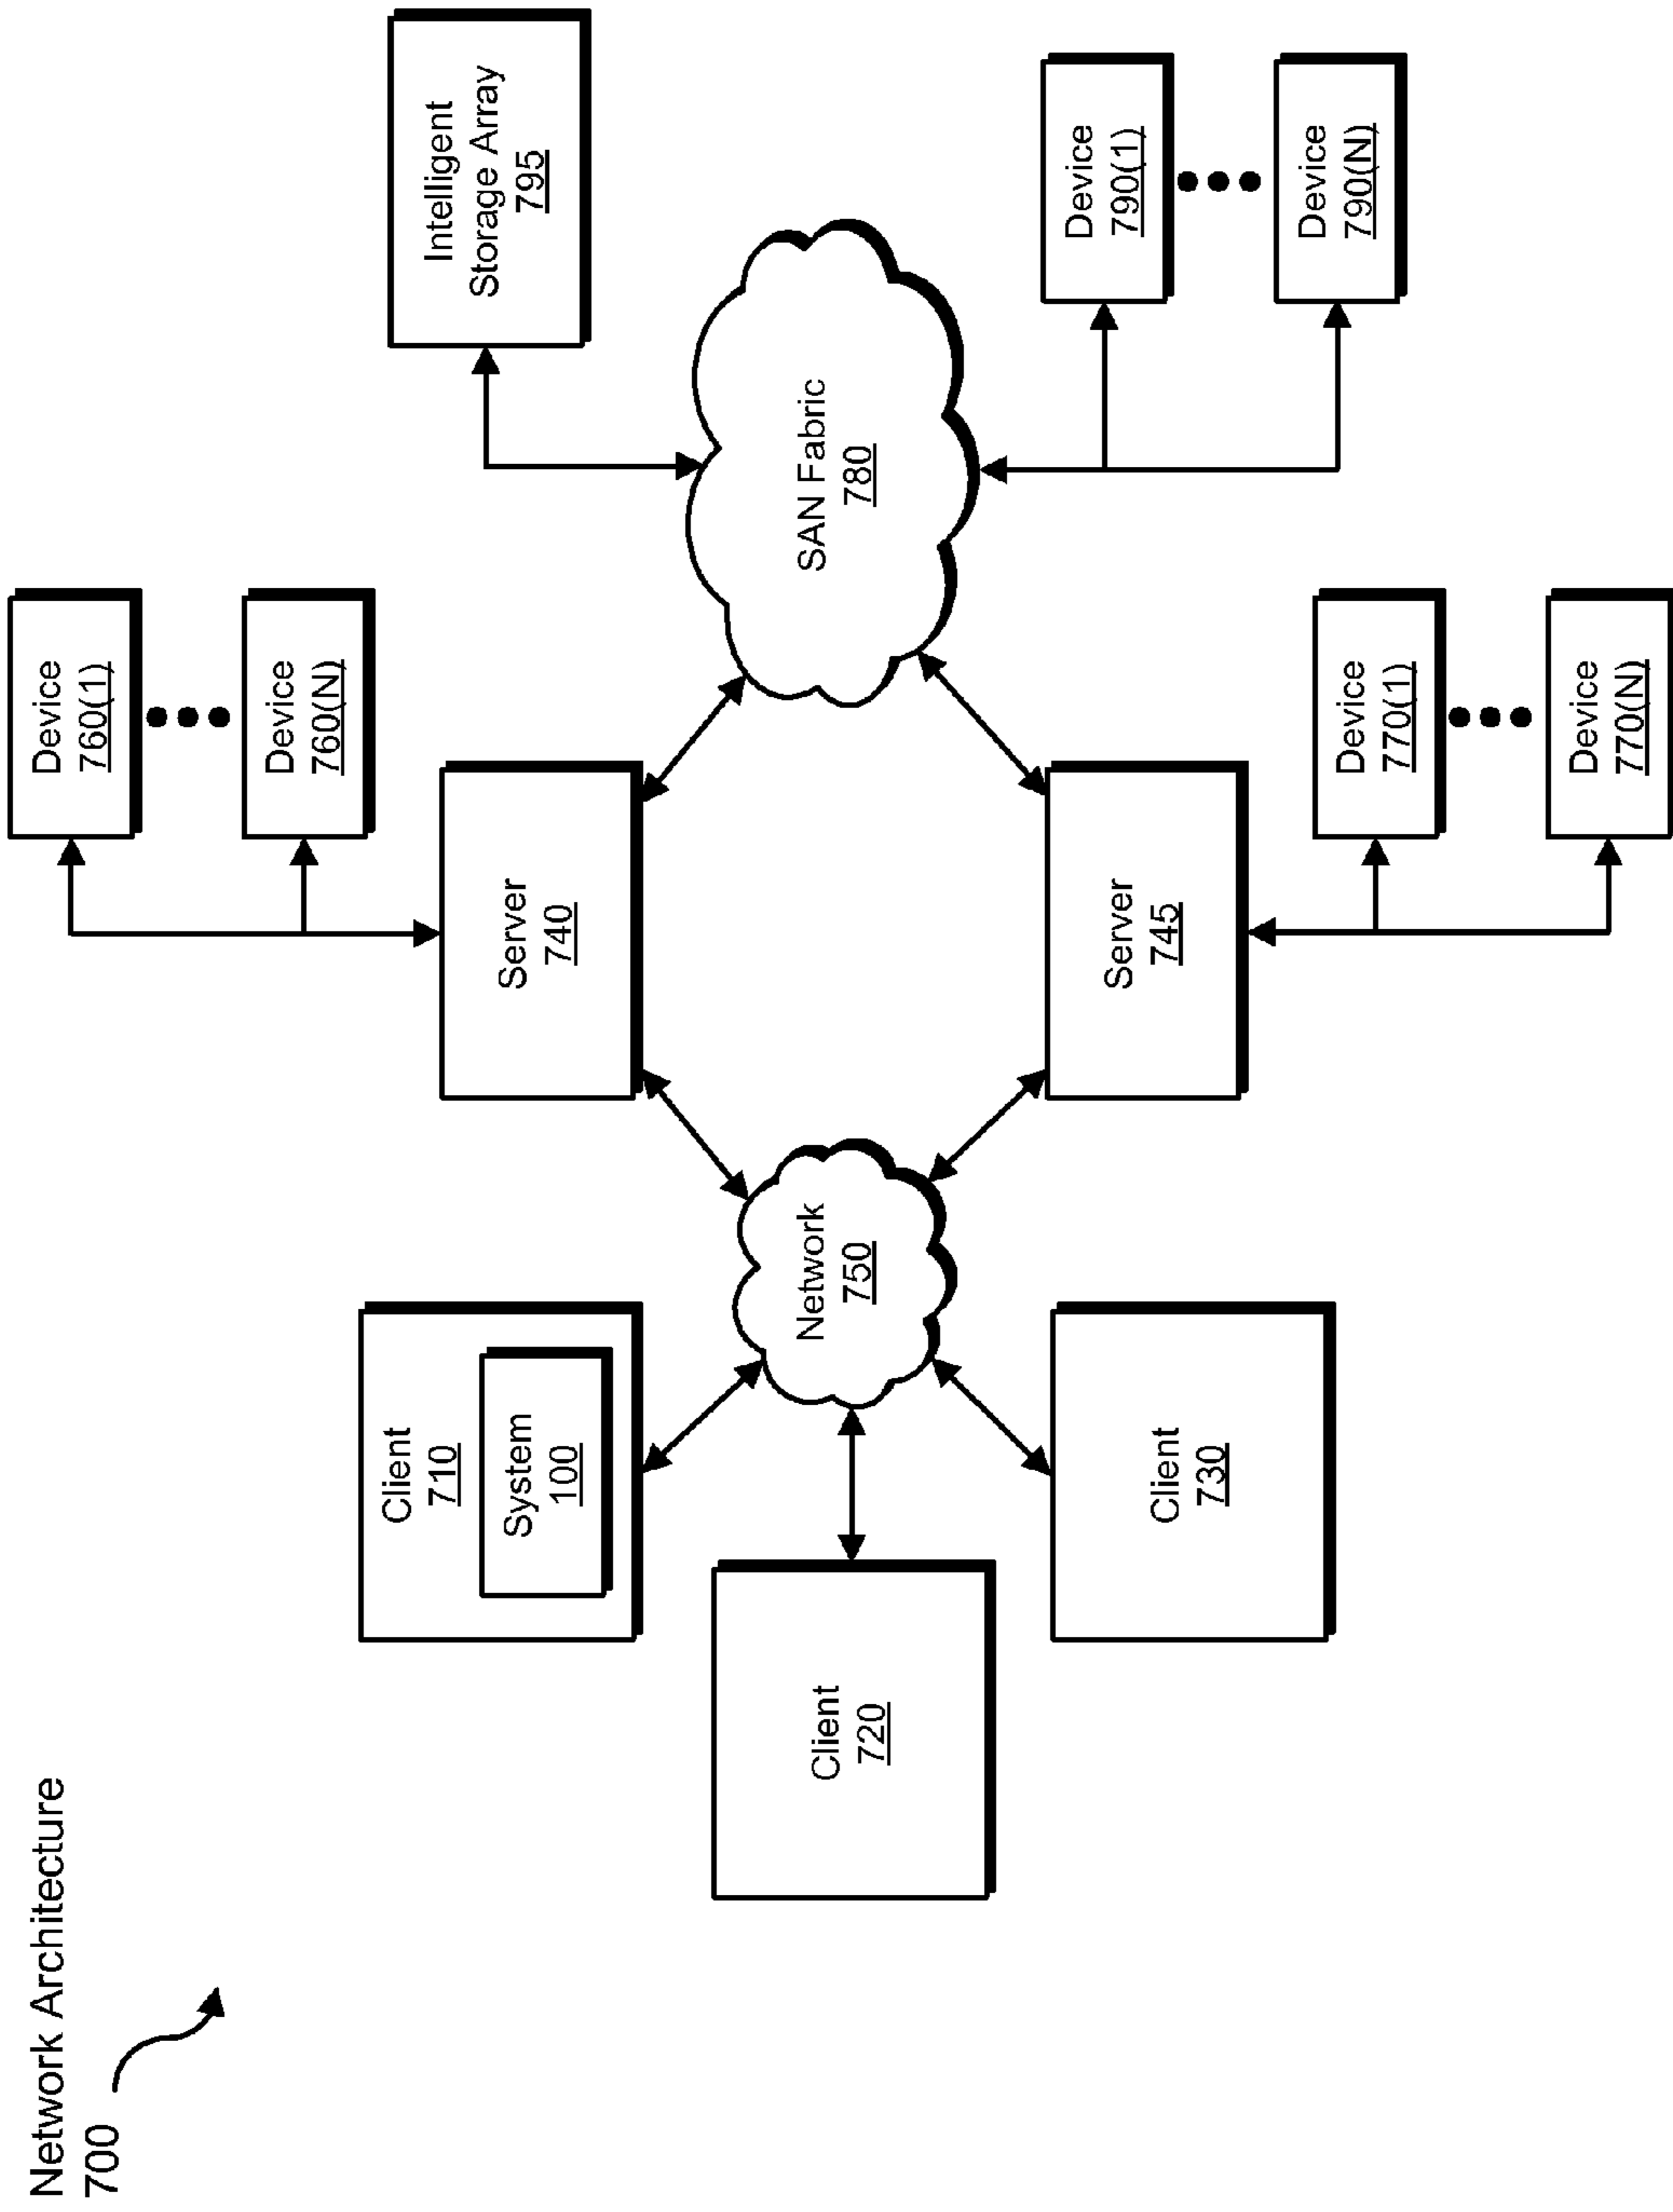 Network Architecture
700
Client
710
System
100
Client
720
Client
730
Network
750
Server
740
Server
745
Device
760(1)
Device
760(N)
Device
770(1)
Device
770(N)
SAN Fabric
780
Intelligent
Storage Array
795
Device
790(1)
Device
790(N)